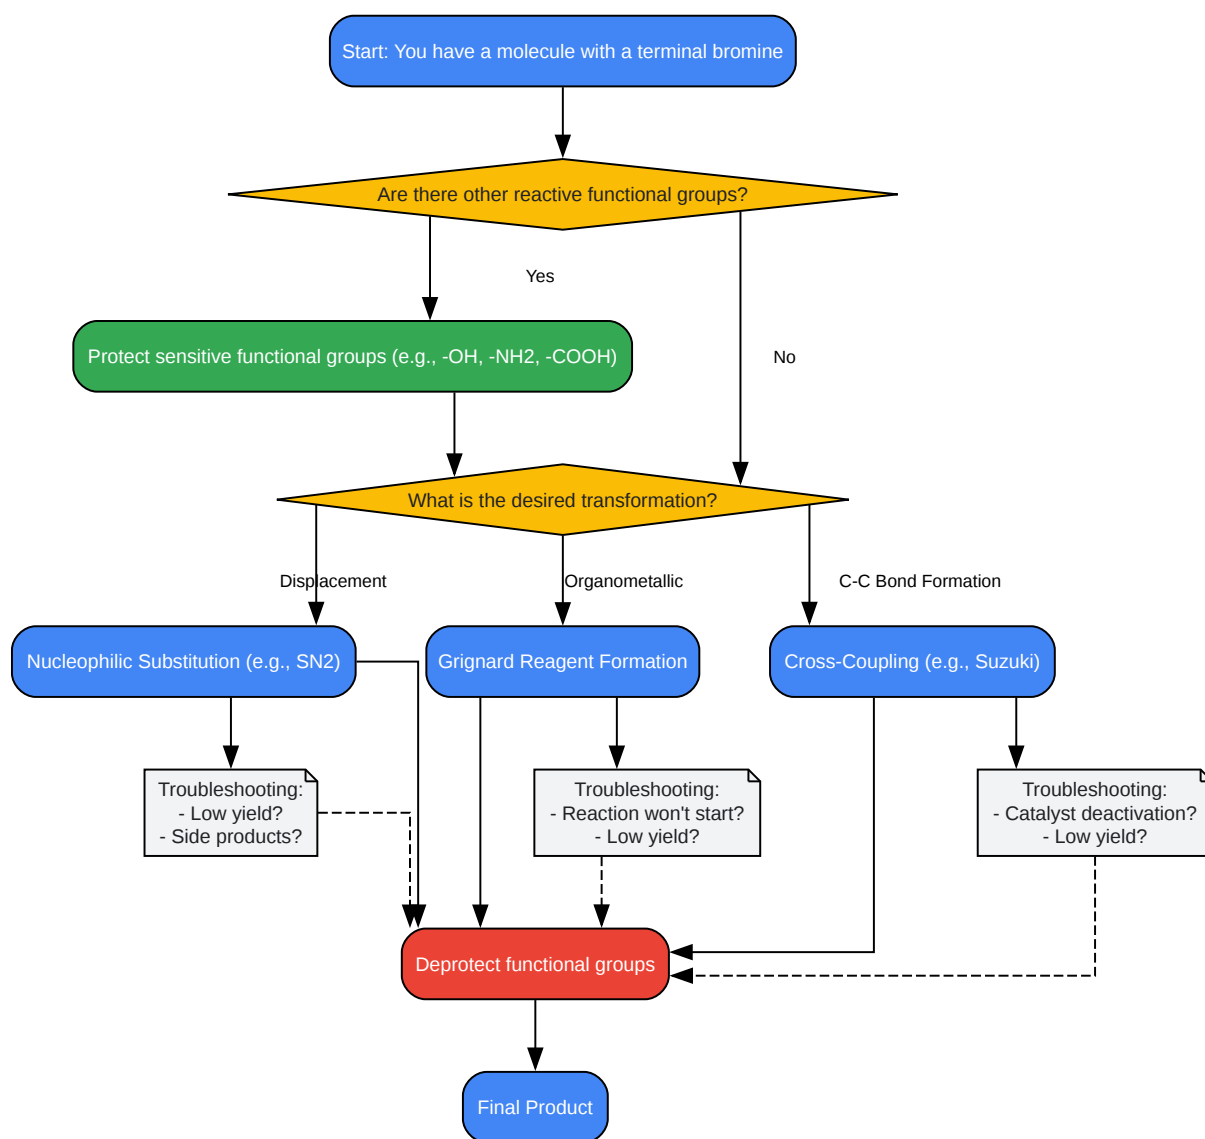 Start: You have a molecule with a terminal bromine
Are there other reactive functional groups?
Yes
Protect sensitive functional groups (e.g., -OH, -NH2, -COOH)
No
What is the desired transformation?
Displacement
Organometallic
C-C Bond Formation
Nucleophilic Substitution (e.g., SN2)
Grignard Reagent Formation
Cross-Coupling (e.g., Suzuki)
Troubleshooting:
- Low yield?
- Side products?
Troubleshooting:
- Reaction won't start?
- Low yield?
Troubleshooting:
- Catalyst deactivation?
- Low yield?
Deprotect functional groups
Final Product